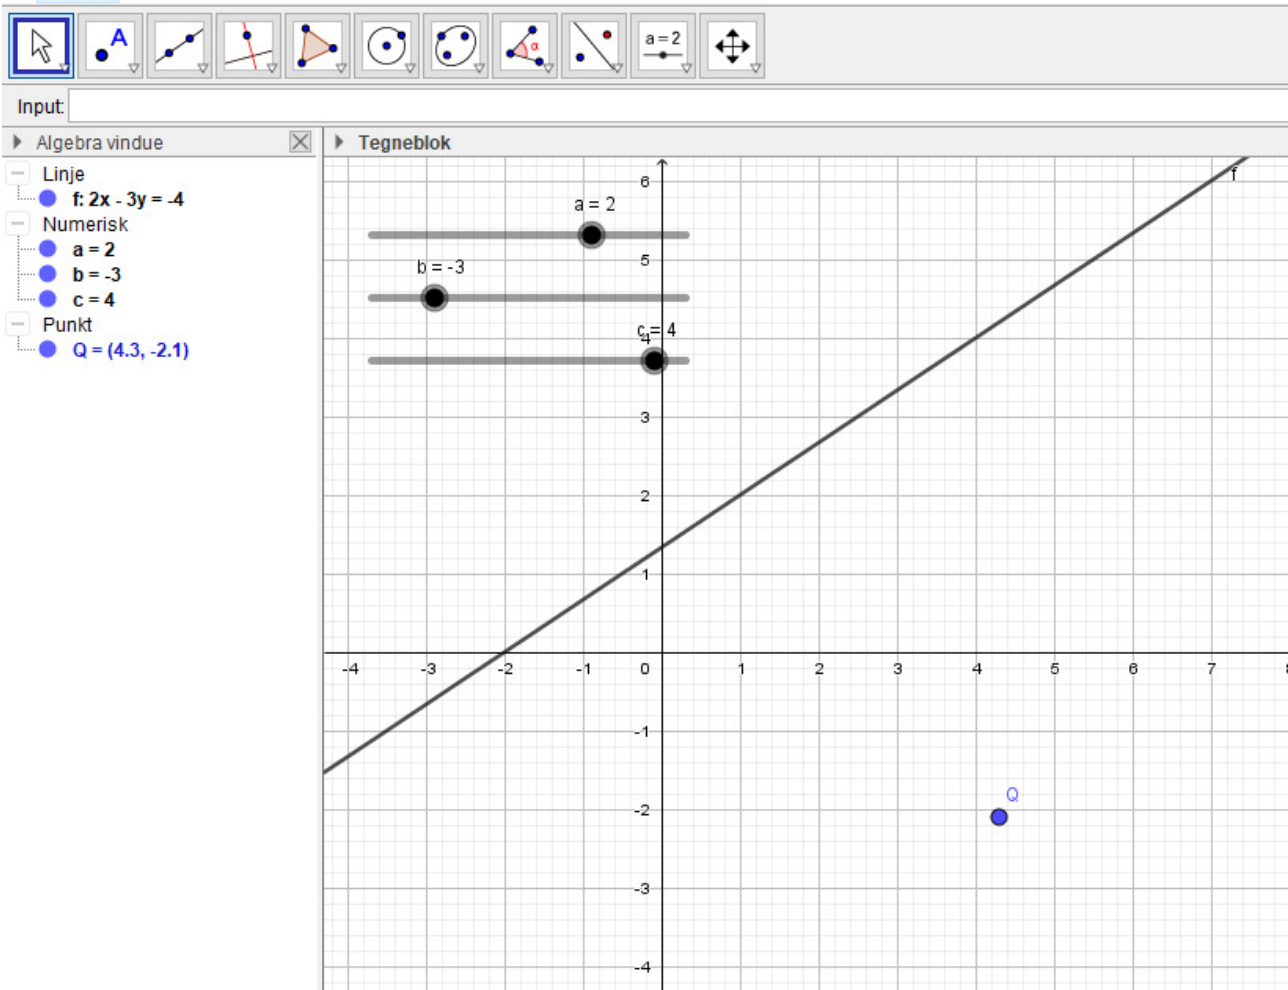 A
α
a = 2
Input:
Algebra vindue
Tegneblok
Linje
f: 2x - 3y = -4
Numerisk
a = 2
b = -3
c = 4
Punkt
Q = (4.3, -2.1)
f
6
a = 2
5
b = -3
c = 4
4
3
2
1
-4 -3 -2 -1 0 1 2 3 4 5 6 7
-1
Q
-2
-3
-4